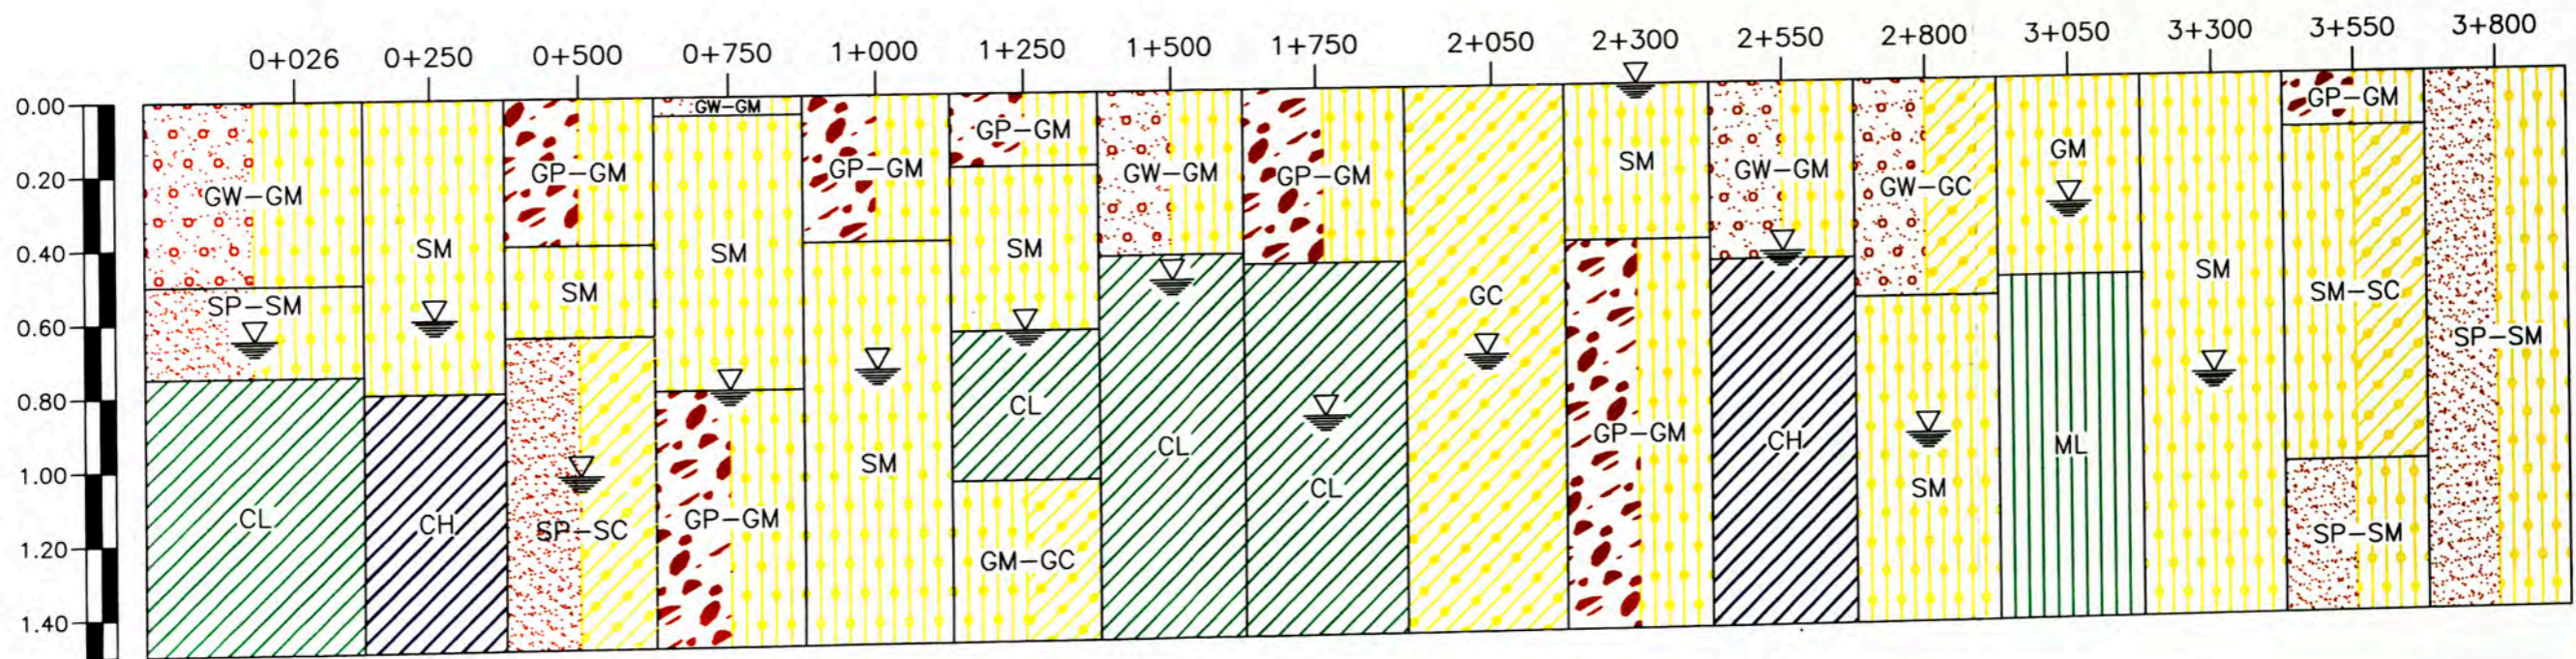 0+026 0+250 0+500 0+750 1+000 1+250 1+500 1+750 2+050 2+300 2+550 2+800 3+050 3+300 3+550 3+800
0.00
0.20
0.40
0.60
0.80
1.00
1.20
1.40
GW-GM
SP-SM
CL
SM
CH
GP-GM
SM
SP-SC
GW-GM
SM
GP-GM
GP-GM
SM
GP-GM
SM
CL
GM-GC
GW-GM
CL
GP-GM
CL
GC
SM
GP-GM
GW-GM
CH
GW-GC
SM
GM
ML
SM
GP-GM
SM-SC
SP-SM
SP-SM